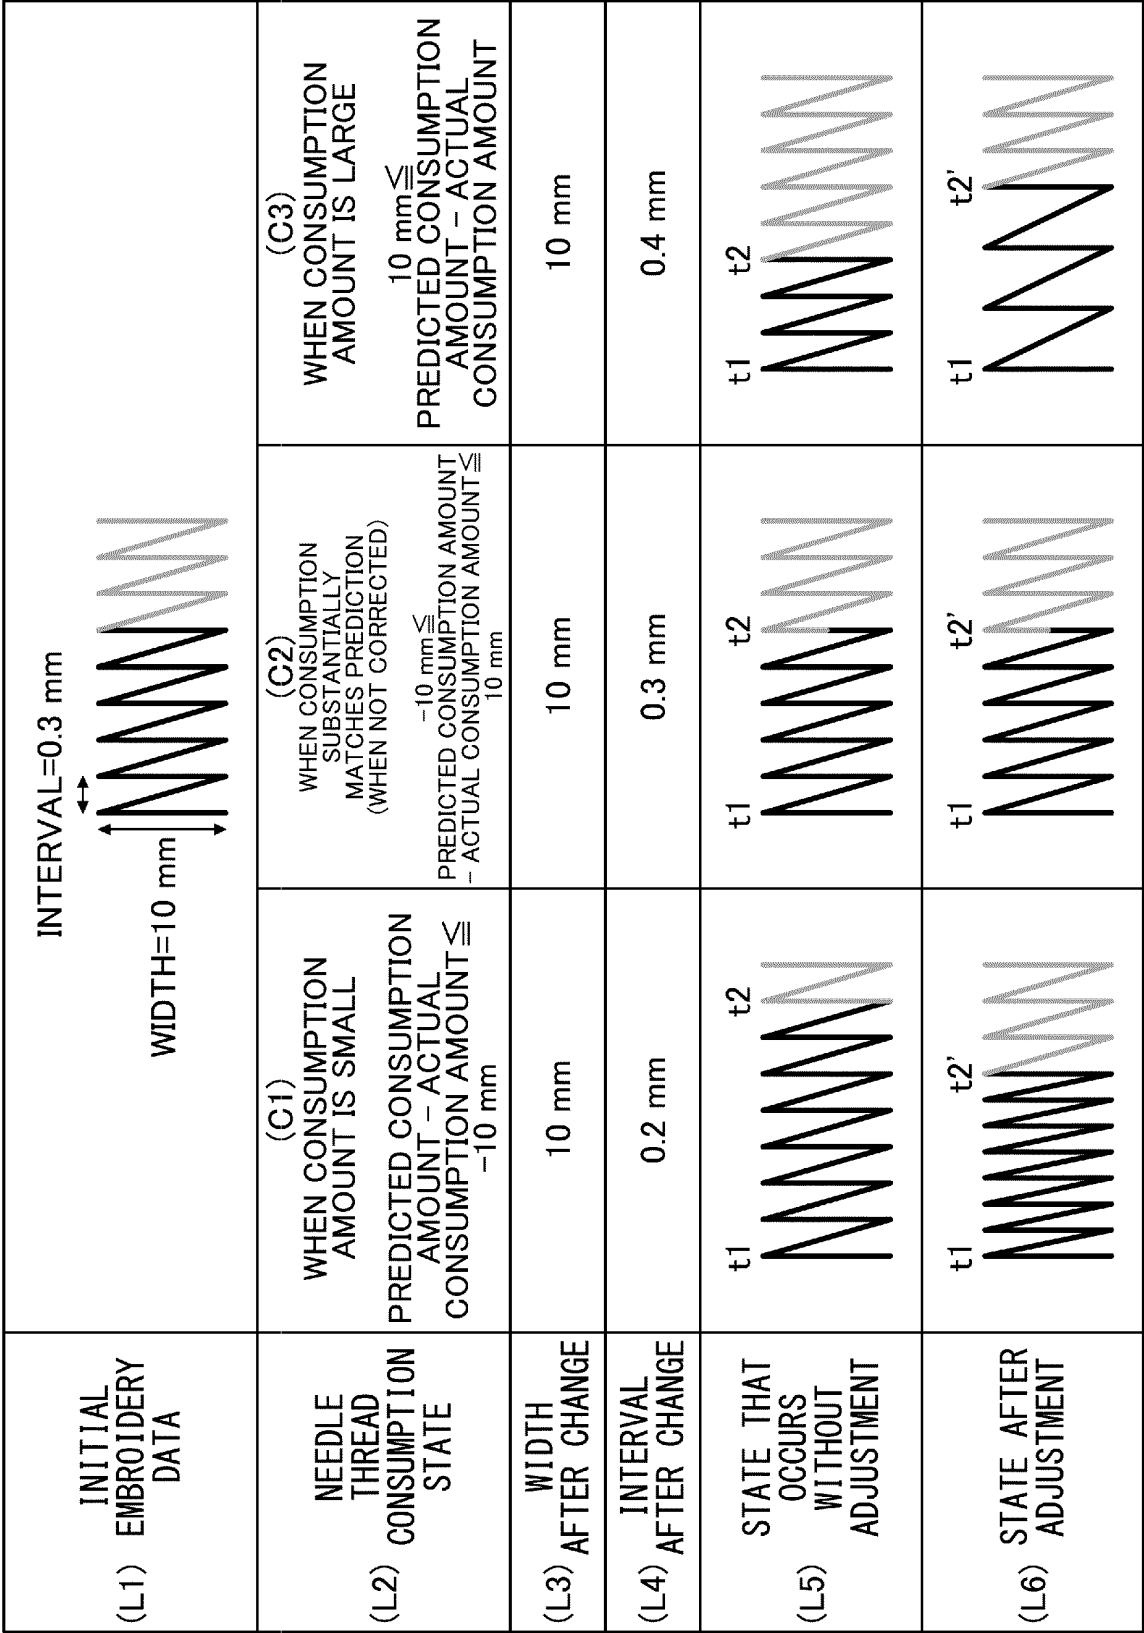 (L1) INITIAL
EMBROIDERY
DATA
INTERVAL=0.3 mm
WIDTH=10 mm
(L2) NEEDLE
THREAD
CONSUMPTION
STATE
(C1)
WHEN CONSUMPTION
AMOUNT IS SMALL
PREDICTED CONSUMPTION
AMOUNT – ACTUAL
CONSUMPTION AMOUNT≦
-10 mm
(C2)
WHEN CONSUMPTION
SUBSTANTIALLY
MATCHES PREDICTION
(WHEN NOT CORRECTED)
-10 mm≦
PREDICTED CONSUMPTION AMOUNT
– ACTUAL CONSUMPTION AMOUNT≦
10 mm
(C3)
WHEN CONSUMPTION
AMOUNT IS LARGE
10 mm≦
PREDICTED CONSUMPTION
AMOUNT – ACTUAL
CONSUMPTION AMOUNT
(L3) WIDTH
AFTER CHANGE
10 mm
10 mm
10 mm
(L4) INTERVAL
AFTER CHANGE
0.2 mm
0.3 mm
0.4 mm
(L5) STATE THAT
OCCURS
WITHOUT
ADJUSTMENT
t1 t2
t1 t2
t1 t2
(L6) STATE AFTER
ADJUSTMENT
t1 t2'
t1 t2'
t1 t2'